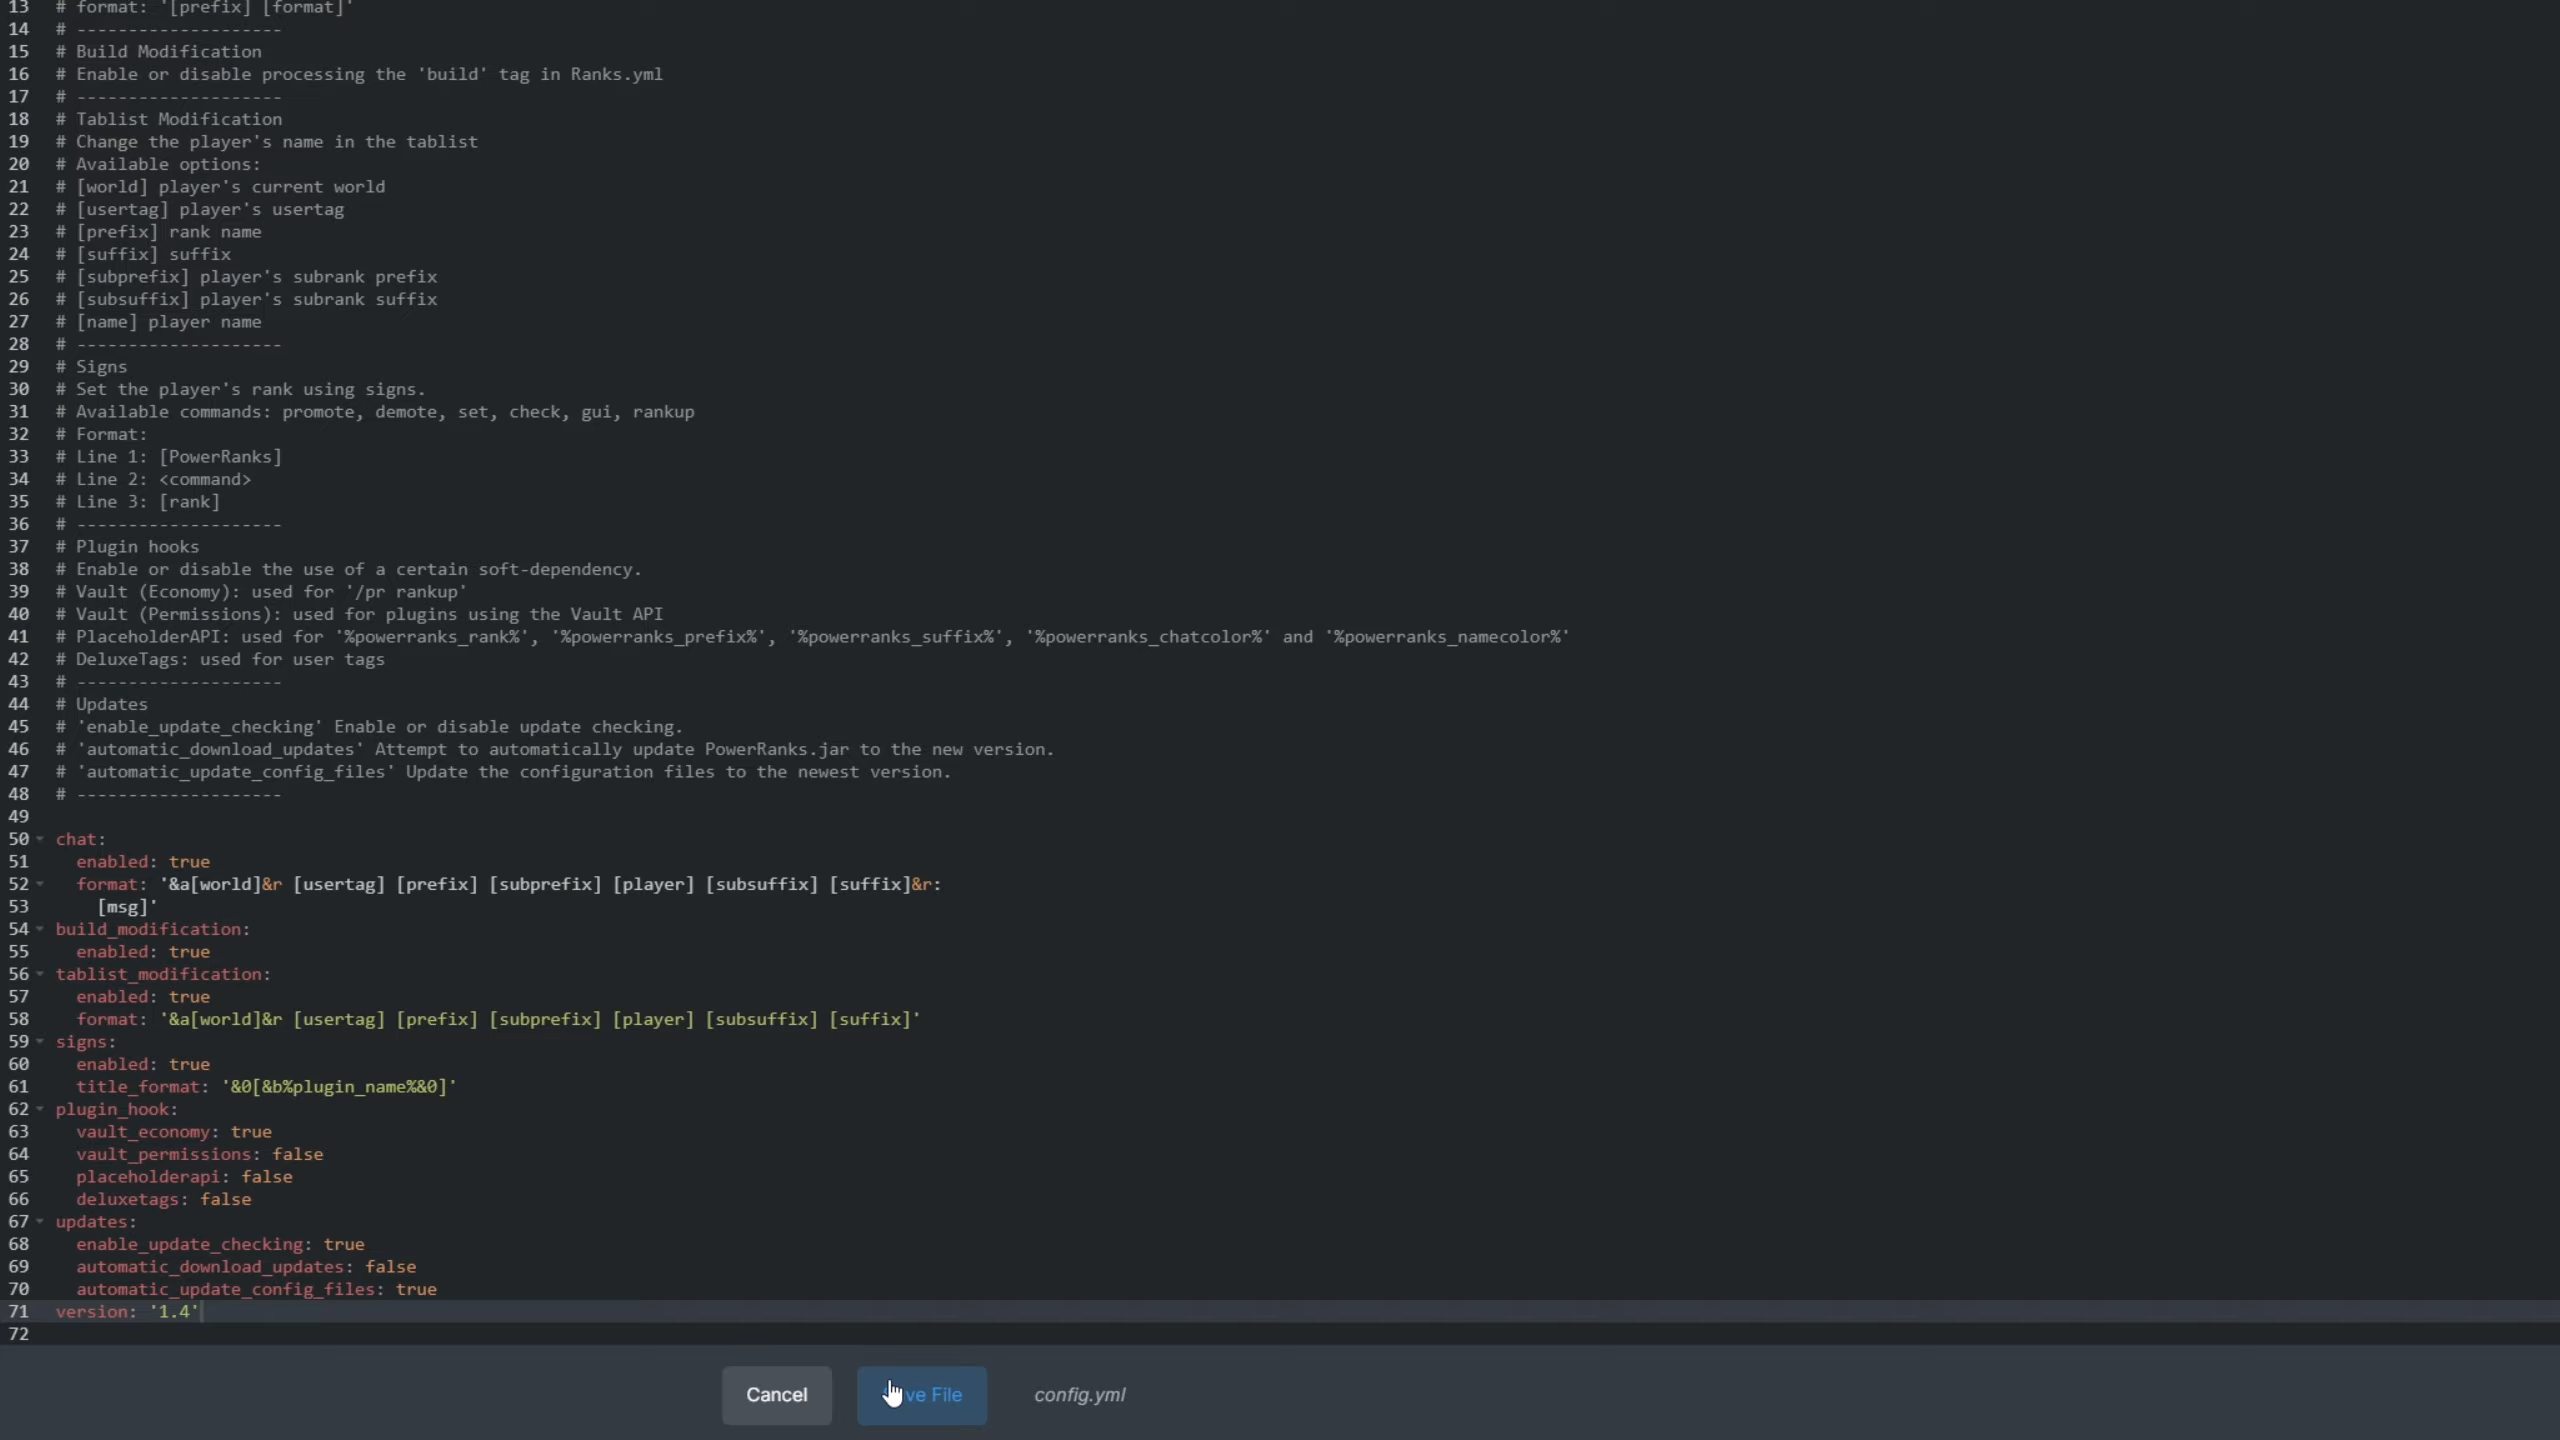 13 # format: '[prefix] [format]'
14 # --------------------
15 # Build Modification
16 # Enable or disable processing the 'build' tag in Ranks.yml
17 # --------------------
18 # Tablist Modification
19 # Change the player's name in the tablist
20 # Available options:
21 # [world] player's current world
22 # [usertag] player's usertag
23 # [prefix] rank name
24 # [suffix] suffix
25 # [subprefix] player's subrank prefix
26 # [subsuffix] player's subrank suffix
27 # [name] player name
28 # --------------------
29 # Signs
30 # Set the player's rank using signs.
31 # Available commands: promote, demote, set, check, gui, rankup
32 # Format:
33 # Line 1: [PowerRanks]
34 # Line 2: <command>
35 # Line 3: [rank]
36 # --------------------
37 # Plugin hooks
38 # Enable or disable the use of a certain soft-dependency.
39 # Vault (Economy): used for '/pr rankup'
40 # Vault (Permissions): used for plugins using the Vault API
41 # PlaceholderAPI: used for '%powerranks_rank%', '%powerranks_prefix%', '%powerranks_suffix%', '%powerranks_chatcolor%' and '%powerranks_namecolor%'
42 # DeluxeTags: used for user tags
43 # --------------------
44 # Updates
45 # 'enable_update_checking' Enable or disable update checking.
46 # 'automatic_download_updates' Attempt to automatically update PowerRanks.jar to the new version.
47 # 'automatic_update_config_files' Update the configuration files to the newest version.
48 # --------------------
49
50 chat:
51   enabled: true
52   format: '&a[world]&r [usertag] [prefix] [subprefix] [player] [subsuffix] [suffix]&r:
53     [msg]'
54 build_modification:
55   enabled: true
56 tablist_modification:
57   enabled: true
58   format: '&a[world]&r [usertag] [prefix] [subprefix] [player] [subsuffix] [suffix]'
59 signs:
60   enabled: true
61   title_format: '&0[&b%plugin_name%&0]'
62 plugin_hook:
63   vault_economy: true
64   vault_permissions: false
65   placeholderapi: false
66   deluxetags: false
67 updates:
68   enable_update_checking: true
69   automatic_download_updates: false
70   automatic_update_config_files: true
71 version: '1.4'
72
Cancel
File
config.yml